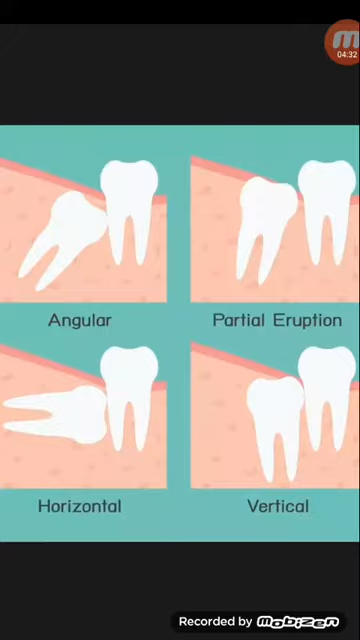 04:32
Angular
Partial Eruption
Horizontal
Vertical
Recorded by mobizen